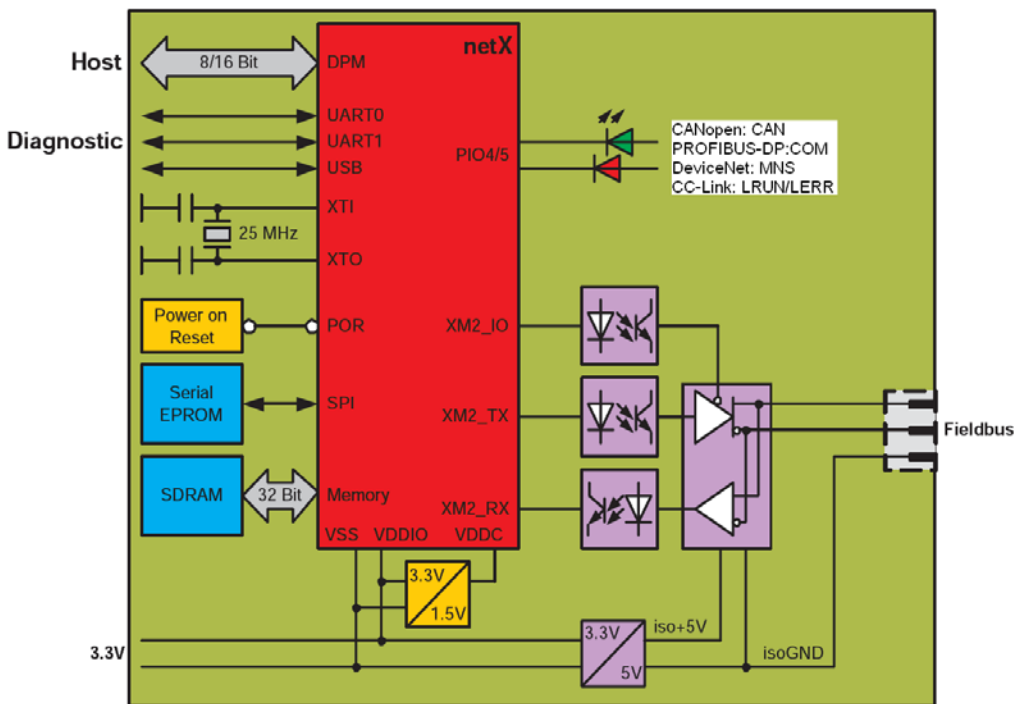 netX
Host
8/16 Bit
DPM
UART0
Diagnostic
UART1
USB
PIO4/5
CANopen: CAN
PROFIBUS-DP:COM
DeviceNet: MNS
CC-Link: LRUN/LERR
XTI
25 MHz
XTO
Power on
Reset
POR
XM2_IO
Serial
EPROM
SPI
XM2_TX
Fieldbus
SDRAM
32 Bit
Memory
XM2_RX
VSS VDDIO VDDC
3.3V
1.5V
3.3V
iso+5V
3.3V
5V
isoGND